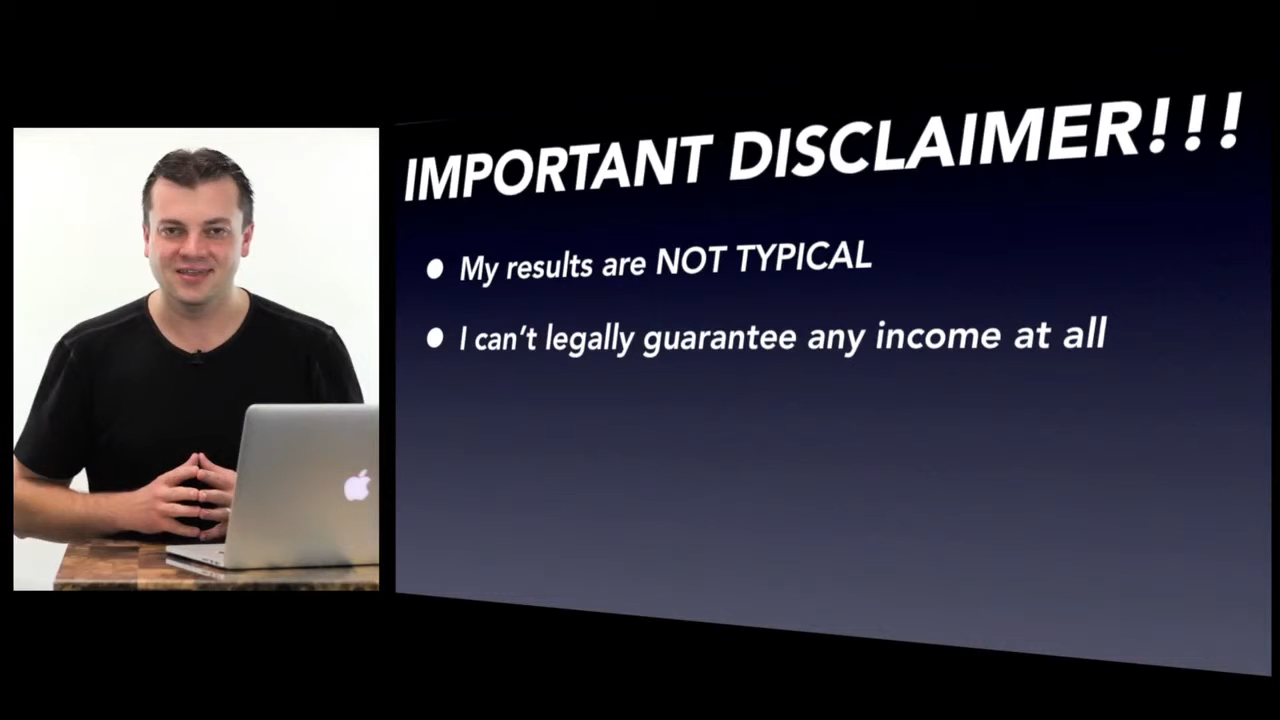 IMPORTANT DISCLAIMER!!!
My results are NOT TYPICAL
I can't legally guarantee any income at all